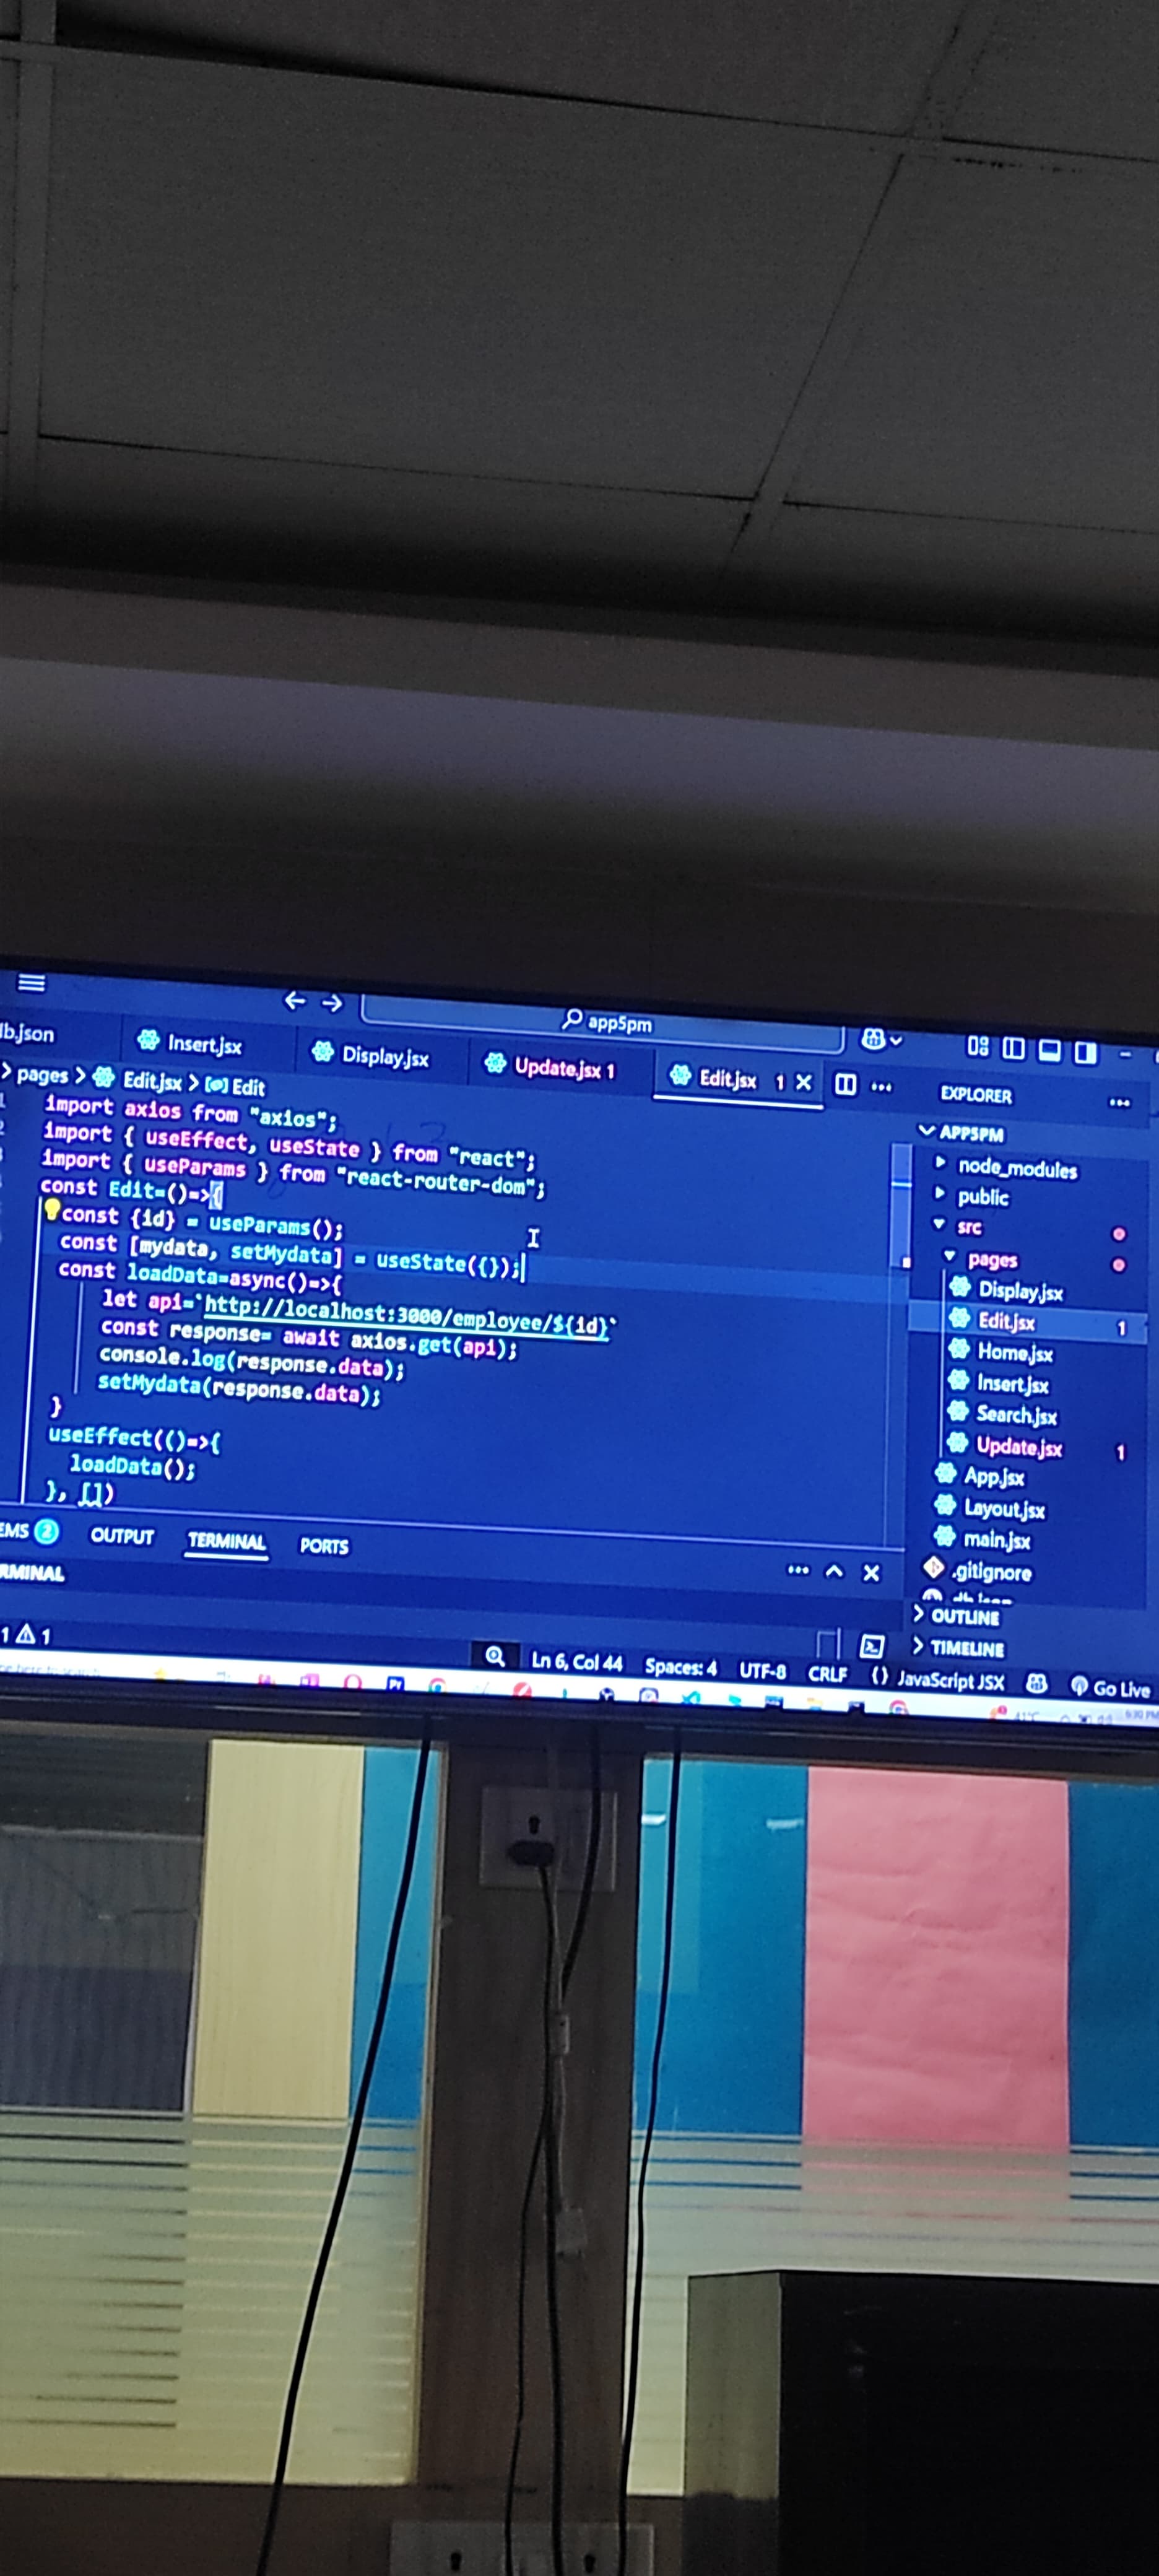 app5pm
Insert.jsx
Display.jsx
Update.jsx 1
Edit.jsx 1
pages > Edit.jsx > Edit
import axios from "axios";
import { useEffect, useState } from "react";
import { useParams } from "react-router-dom";
const Edit=()=>{
const {id} = useParams();
const [mydata, setMydata] = useState({});
const loadData=async()=>{
let api=`http://localhost:3000/employee/${id}`
const response= await axios.get(api);
console.log(response.data);
setMydata(response.data);
}
useEffect(()=>{
loadData();
}, [])
EXPLORER
APP5PM
node_modules
public
src
pages
Display.jsx
Edit.jsx 1
Home.jsx
Insert.jsx
Search.jsx
Update.jsx 1
App.jsx
Layout.jsx
main.jsx
.gitignore
OUTLINE
TIMELINE
EMS 2 OUTPUT TERMINAL PORTS
RMINAL
1 1 Ln 6, Col 44 Spaces: 4 UTF-8 CRLF {} JavaScript JSX Go Live
Pr